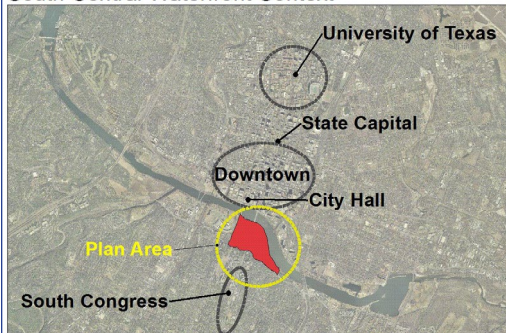 University of Texas
State Capital
Downtown
City Hall
Plan Area
South Congress